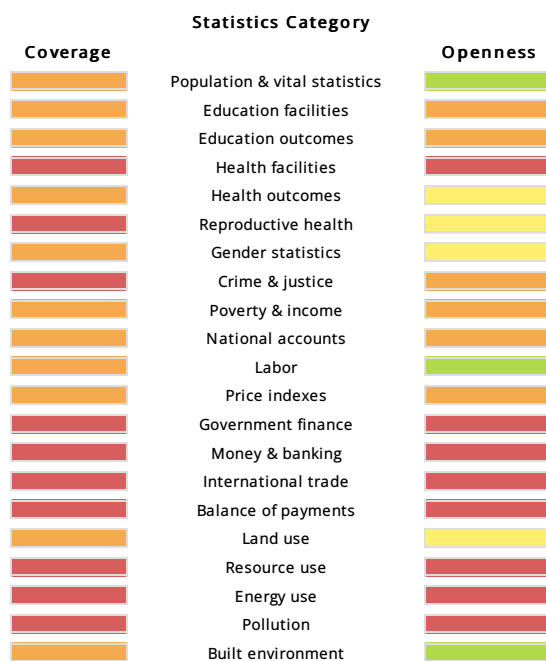 Statistics Category
Coverage
Openness
Population & vital statistics
Education facilities
Education outcomes
Health facilities
Health outcomes
Reproductive health
Gender statistics
Crime & justice
Poverty & income
National accounts
Labor
Price indexes
Government finance
Money & banking
International trade
Balance of payments
Land use
Resource use
Energy use
Pollution
Built environment